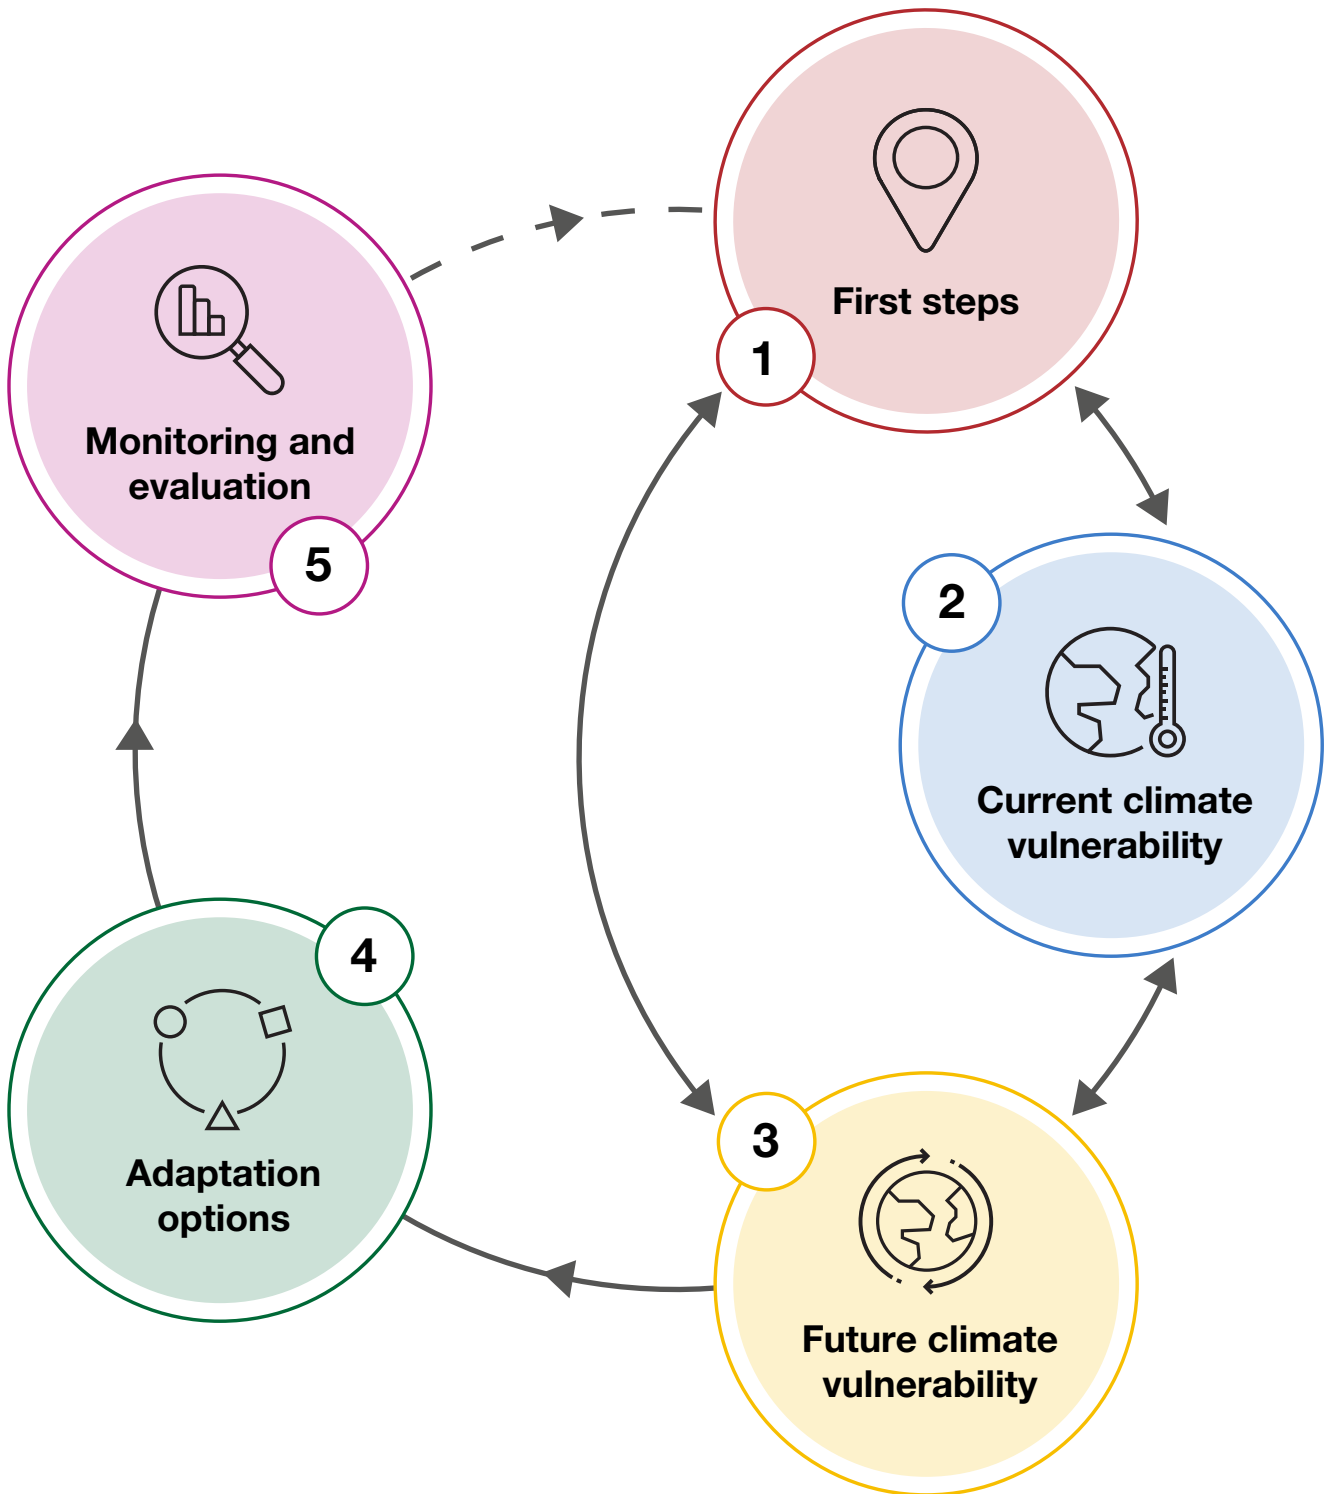 First steps
1
2
Current climate
vulnerability
3
Future climate
vulnerability
4
Adaptation
options
Monitoring and
evaluation
5